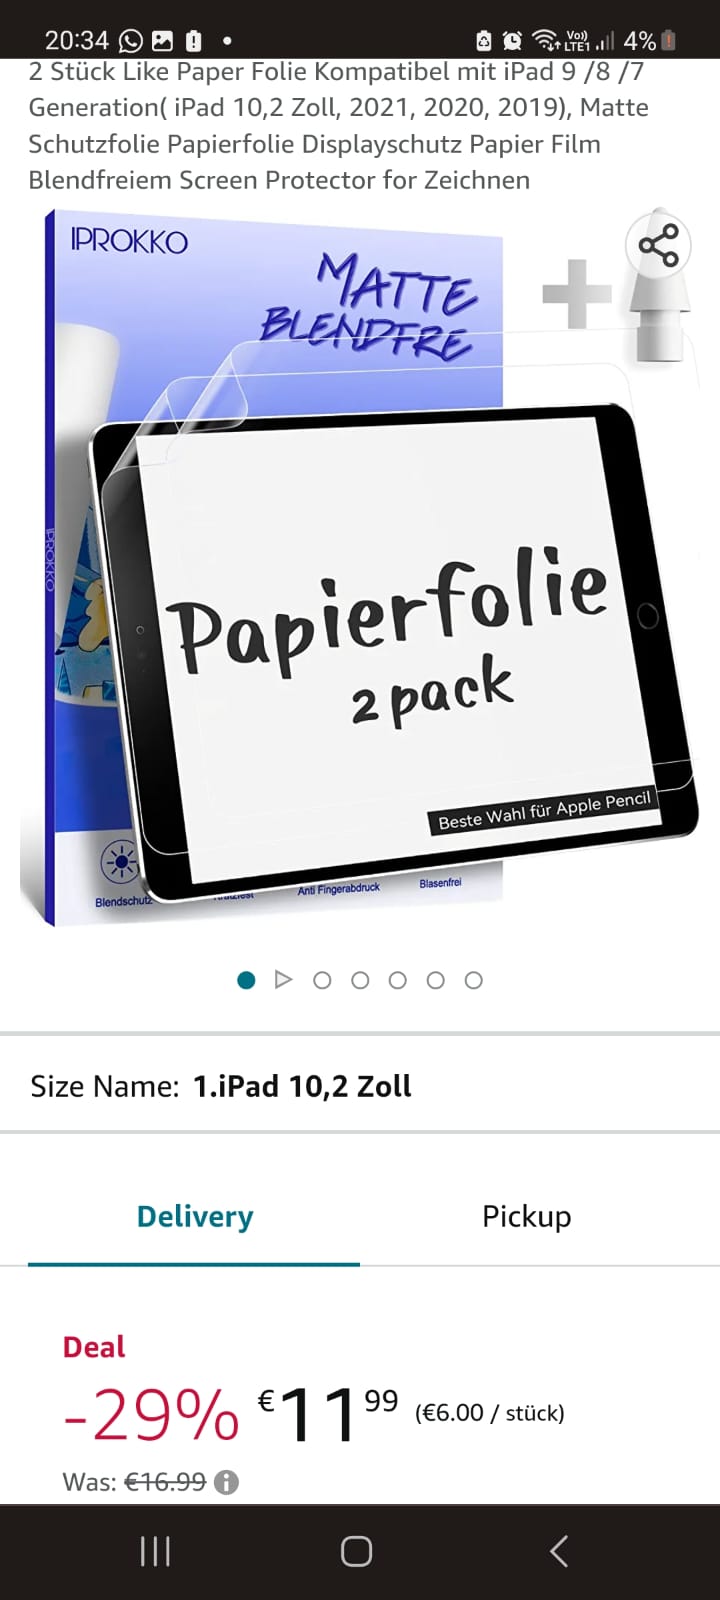 20:34
Vo))
LTE1
4%
2 Stück Like Paper Folie Kompatibel mit iPad 9 /8 /7
Generation( iPad 10,2 Zoll, 2021, 2020, 2019), Matte
Schutzfolie Papierfolie Displayschutz Papier Film
Blendfreiem Screen Protector for Zeichnen
IPROKKO
MATTE
BLENDFRE
IPROKKO
Papierfolie
2 pack
Beste Wahl für Apple Pencil
Blendschutz
Anti Fingerabdruck
Blasenfrei
Size Name: 1.iPad 10,2 Zoll
Delivery
Pickup
Deal
-29% €11 99 (€6.00 / stück)
Was: €16.99